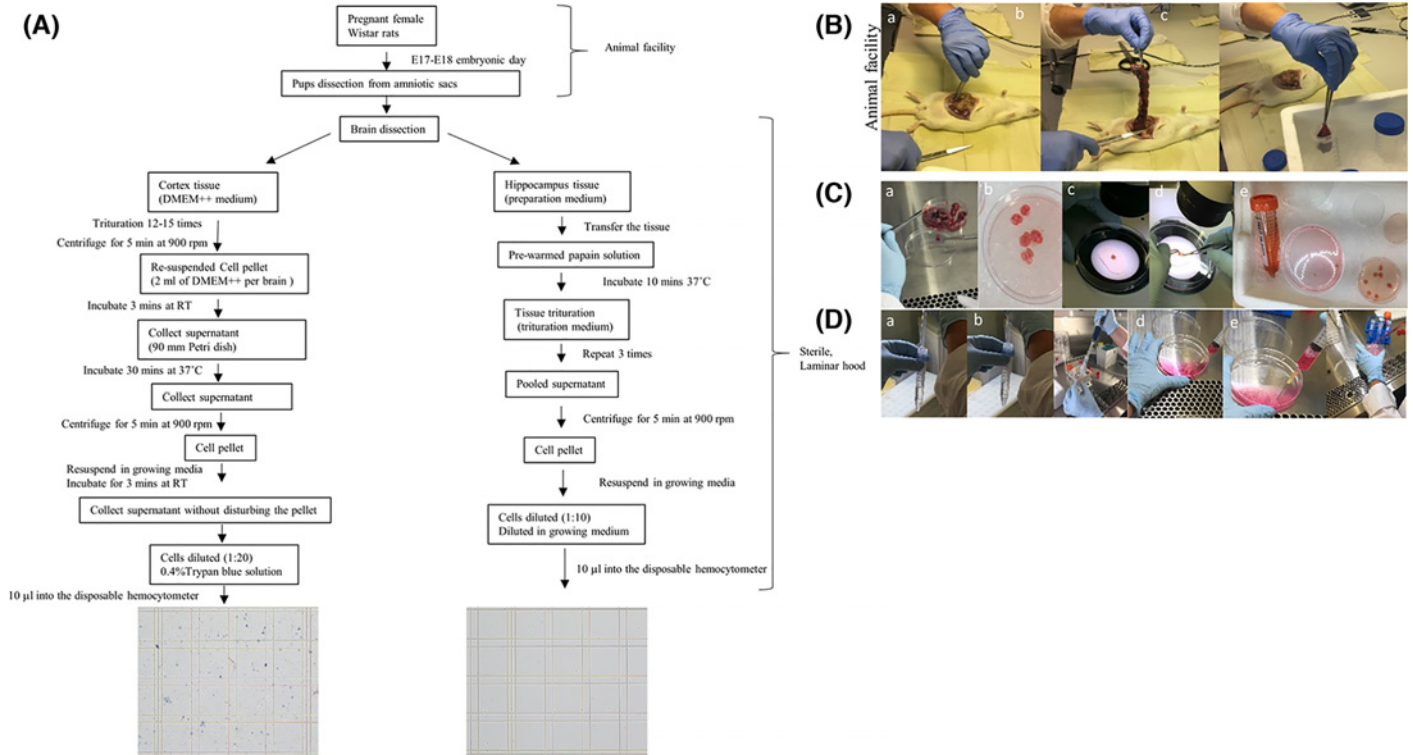 (A)
Pregnant female
Wistar rats
E17-E18 embryonic day
Pups dissection from amniotic sacs
Animal facility
Brain dissection
Cortex tissue
(DMEM++ medium)
Trituration 12-15 times
Centrifuge for 5 min at 900 rpm
Re-suspended Cell pellet
(2 ml of DMEM++ per brain )
Incubate 3 mins at RT
Collect supernatant
(90 mm Petri dish)
Incubate 30 mins at 37˚C
Collect supernatant
Centrifuge for 5 min at 900 rpm
Cell pellet
Resuspend in growing media
Incubate for 3 mins at RT
Collect supernatant without disturbing the pellet
Cells diluted (1:20)
0.4%Trypan blue solution
10 µl into the disposable hemocytometer
Hippocampus tissue
(preparation medium)
Transfer the tissue
Pre-warmed papain solution
Incubate 10 mins 37˚C
Tissue trituration
(trituration medium)
Repeat 3 times
Pooled supernatant
Centrifuge for 5 min at 900 rpm
Cell pellet
Resuspend in growing media
Cells diluted (1:10)
Diluted in growing medium
10 µl into the disposable hemocytometer
Sterile,
Laminar hood
(B)
Animal facility
a
b
c
(C)
a
b
c
d
e
(D)
a
b
d
e